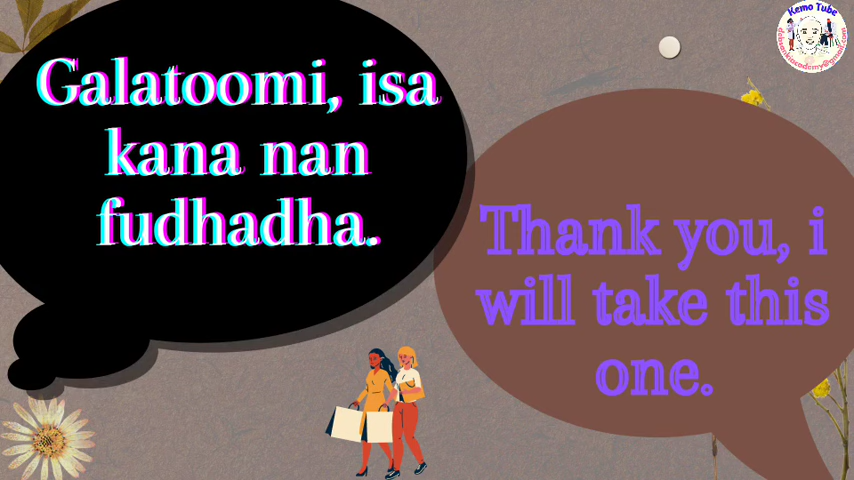 Galatoomi, isa
kana nan
fudhadha.
Thank you, i
will take this
one.
Kemo Tube